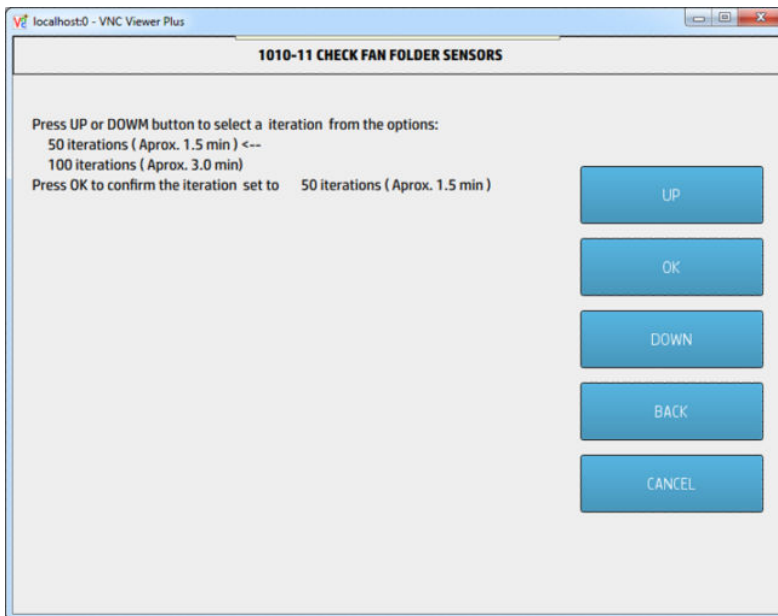 localhost:0 - VNC Viewer Plus
1010-11 CHECK FAN FOLDER SENSORS
Press UP or DOWM button to select a iteration from the options:
50 iterations ( Aprox. 1.5 min ) <--
100 iterations ( Aprox. 3.0 min)
Press OK to confirm the iteration set to 50 iterations ( Aprox. 1.5 min )
UP
OK
DOWN
BACK
CANCEL